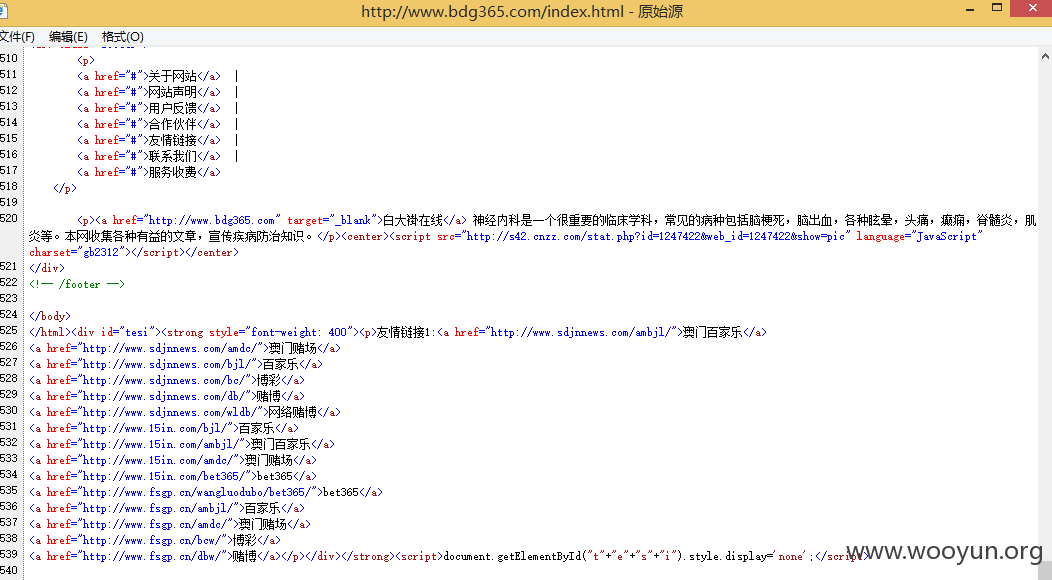 http://www.bdg365.com/index.html - 原始源
文件(F) 编辑(E) 格式(O)
510 <p>
511 <a href="#">关于网站</a> |
512 <a href="#">网站声明</a> |
513 <a href="#">用户反馈</a> |
514 <a href="#">合作伙伴</a> |
515 <a href="#">友情链接</a> |
516 <a href="#">联系我们</a> |
517 <a href="#">服务收费</a>
518 </p>
519
520 <p><a href="http://www.bdg365.com" target="_blank">白大褂在线</a> 神经内科是一个很重要的临床学科，常见的病种包括脑梗死，脑出血，各种眩晕，头痛，癫痫，脊髓炎，肌
炎等。本网收集各种有益的文章，宣传疾病防治知识。</p><center><script src="http://s42.cnzz.com/stat.php?id=1247422&web_id=1247422&show=pic" language="JavaScript"
charset="gb2312"></script></center>
521 </div>
522 <!-- /footer -->
523
524 </body>
525 </html><div id="tesi"><strong style="font-weight: 400"><p>友情链接1:<a href="http://www.sdjnnews.com/ambjl/">澳门百家乐</a>
526 <a href="http://www.sdjnnews.com/amdc/">澳门赌场</a>
527 <a href="http://www.sdjnnews.com/bjl/">百家乐</a>
528 <a href="http://www.sdjnnews.com/bc/">博彩</a>
529 <a href="http://www.sdjnnews.com/db/">赌博</a>
530 <a href="http://www.sdjnnews.com/wldb/">网络赌博</a>
531 <a href="http://www.15in.com/bjl/">百家乐</a>
532 <a href="http://www.15in.com/ambjl/">澳门百家乐</a>
533 <a href="http://www.15in.com/amdc/">澳门赌场</a>
534 <a href="http://www.15in.com/bet365/">bet365</a>
535 <a href="http://www.fsgp.cn/wangluodubo/bet365/">bet365</a>
536 <a href="http://www.fsgp.cn/ambjl/">百家乐</a>
537 <a href="http://www.fsgp.cn/amdc/">澳门赌场</a>
538 <a href="http://www.fsgp.cn/bcw/">博彩</a>
539 <a href="http://www.fsgp.cn/dbw/">赌博</a></p></div></strong><script>document.getElementById("t"+"e"+"s"+"i").style.display='none';</script>
540
www.wooyun.org